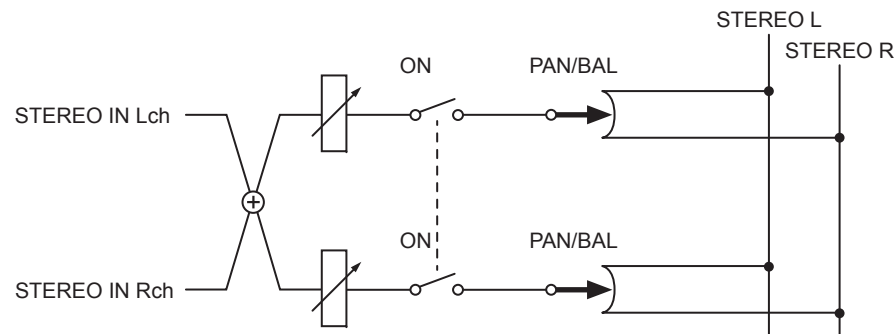 STEREO L
STEREO R
ON
PAN/BAL
STEREO IN Lch
ON
PAN/BAL
STEREO IN Rch